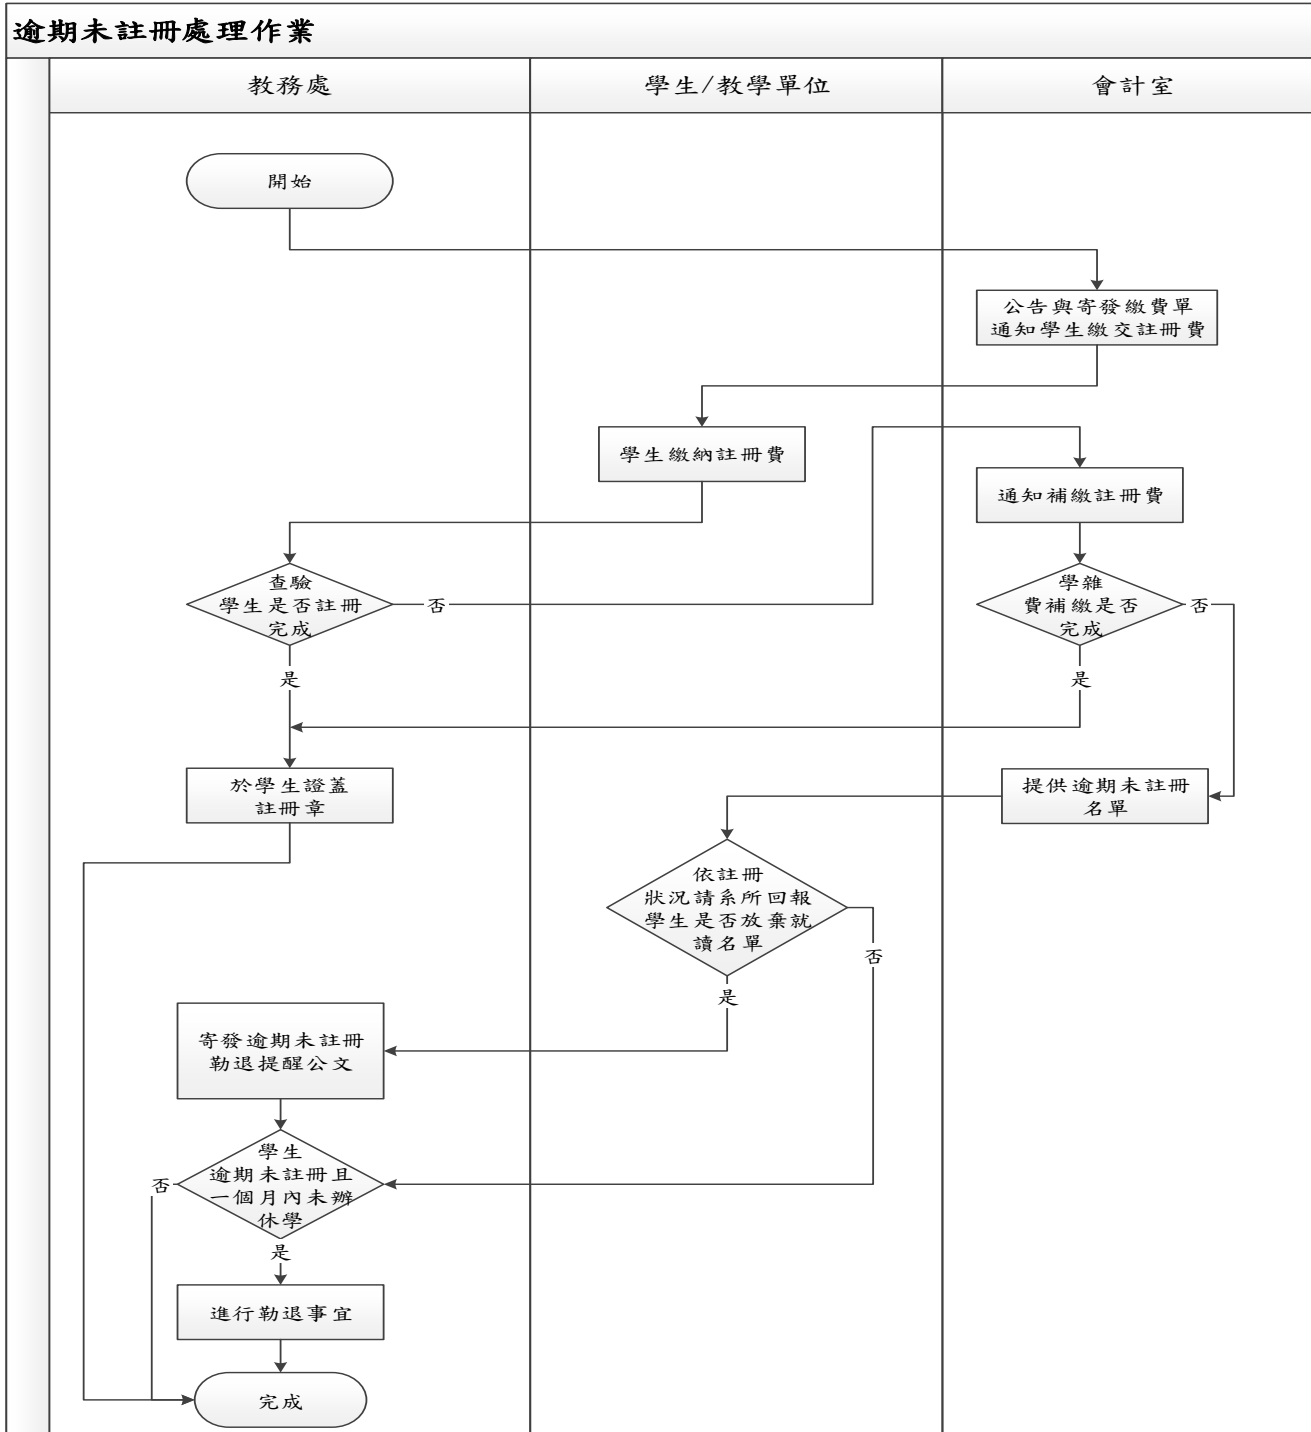 逾期未註冊處理作業
教務處
學生/教學單位
會計室
開始
公告與寄發繳費單
通知學生繳交註冊費
學生繳納註冊費
通知補繳註冊費
查驗
學生是否註冊
完成
否
學雜
費補繳是否
完成
否
是
是
於學生證蓋
註冊章
提供逾期未註冊
名單
依註冊
狀況請系所回報
學生是否放棄就
讀名單
否
是
寄發逾期未註冊
勒退提醒公文
學生
逾期未註冊且
一個月內未辦
休學
否
是
進行勒退事宜
完成